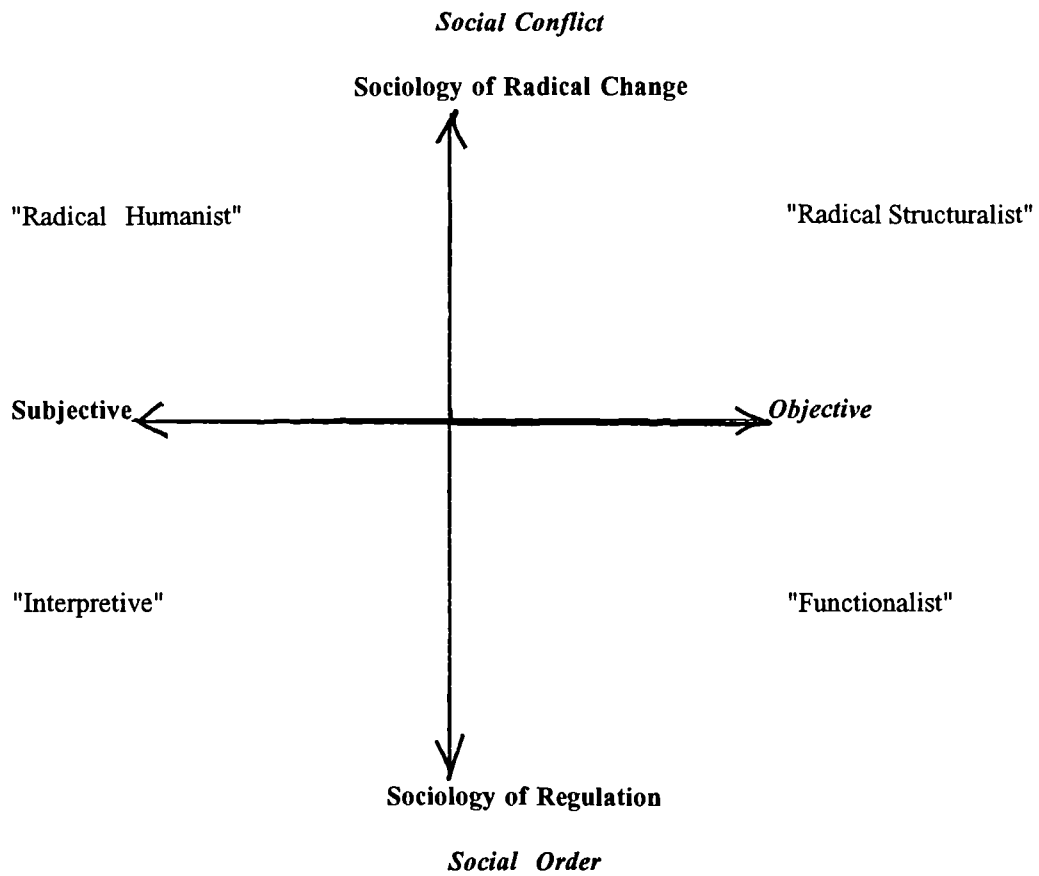 Social Conflict
Sociology of Radical Change
"Radical Humanist"
"Radical Structuralist"
Subjective
Objective
"Interpretive"
"Functionalist"
Sociology of Regulation
Social Order